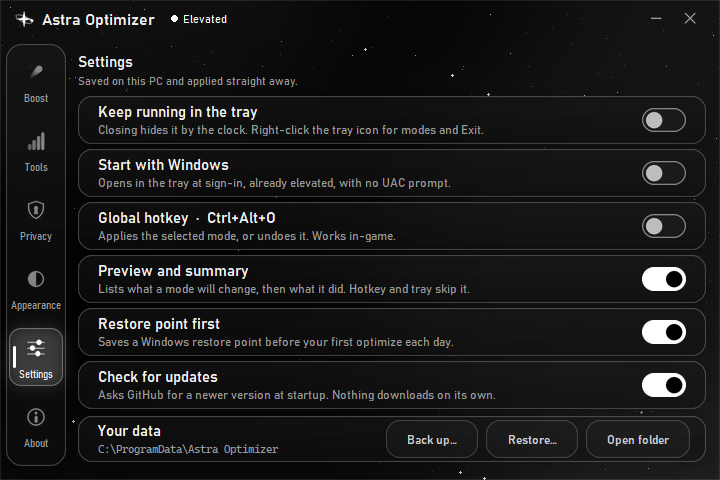 Astra Optimizer
Elevated
Boost
Tools
Privacy
Appearance
Settings
About
Settings
Saved on this PC and applied straight away.
Keep running in the tray
Closing hides it by the clock. Right-click the tray icon for modes and Exit.
Start with Windows
Opens in the tray at sign-in, already elevated, with no UAC prompt.
Global hotkey · Ctrl+Alt+O
Applies the selected mode, or undoes it. Works in-game.
Preview and summary
Lists what a mode will change, then what it did. Hotkey and tray skip it.
Restore point first
Saves a Windows restore point before your first optimize each day.
Check for updates
Asks GitHub for a newer version at startup. Nothing downloads on its own.
Your data
C:\ProgramData\Astra Optimizer
Back up…
Restore…
Open folder